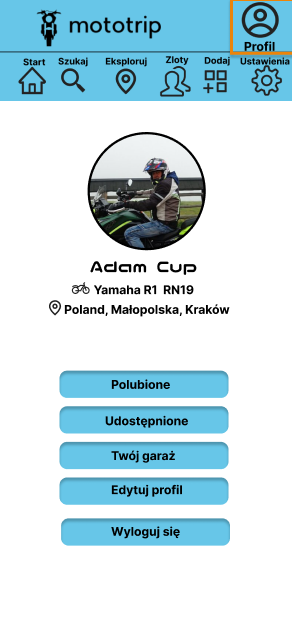 mototrip
Profil
Start Szukaj Eksploruj Zloty Dodaj Ustawienia
Adam Cup
Yamaha R1 RN19
Poland, Małopolska, Kraków
Polubione
Udostępnione
Twój garaż
Edytuj profil
Wyloguj się